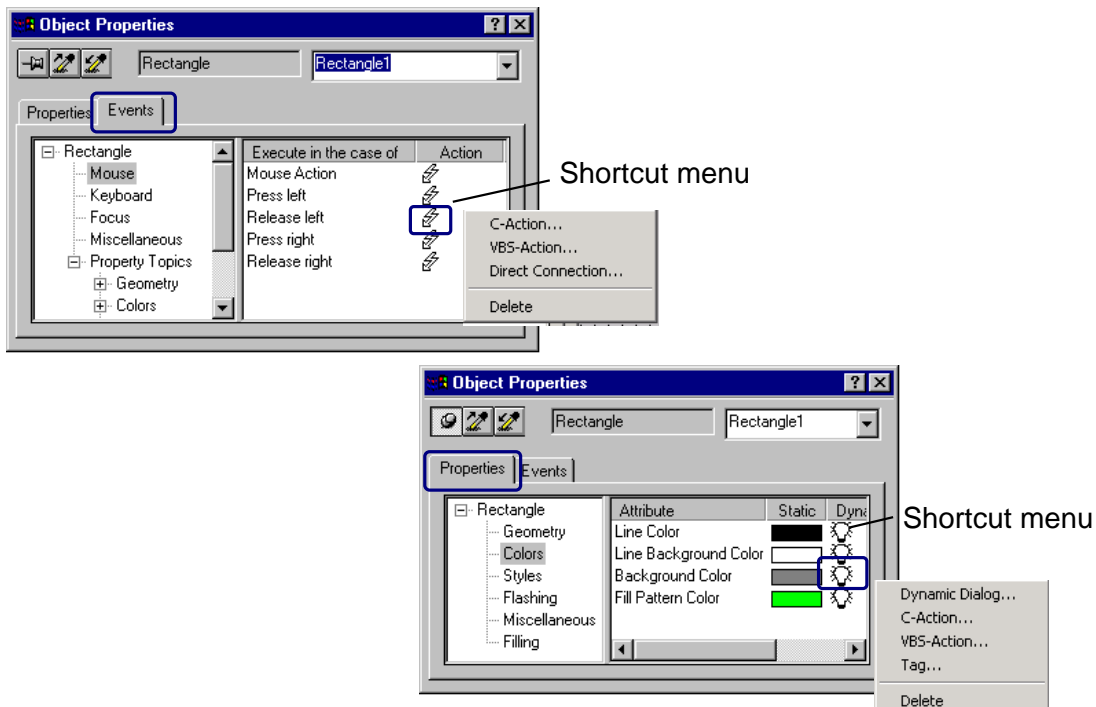 Object Properties
Rectangle Rectangle1
Properties Events
Rectangle
Mouse
Keyboard
Focus
Miscellaneous
Property Topics
Geometry
Colors
Execute in the case of Action
Mouse Action
Press left
Release left
Press right
Release right
Shortcut menu
C-Action...
VBS-Action...
Direct Connection...
Delete
Object Properties
Rectangle Rectangle1
Properties Events
Rectangle
Geometry
Colors
Styles
Flashing
Miscellaneous
Filling
Attribute Static Dyna
Line Color
Line Background Color
Background Color
Fill Pattern Color
Shortcut menu
Dynamic Dialog...
C-Action...
VBS-Action...
Tag...
Delete